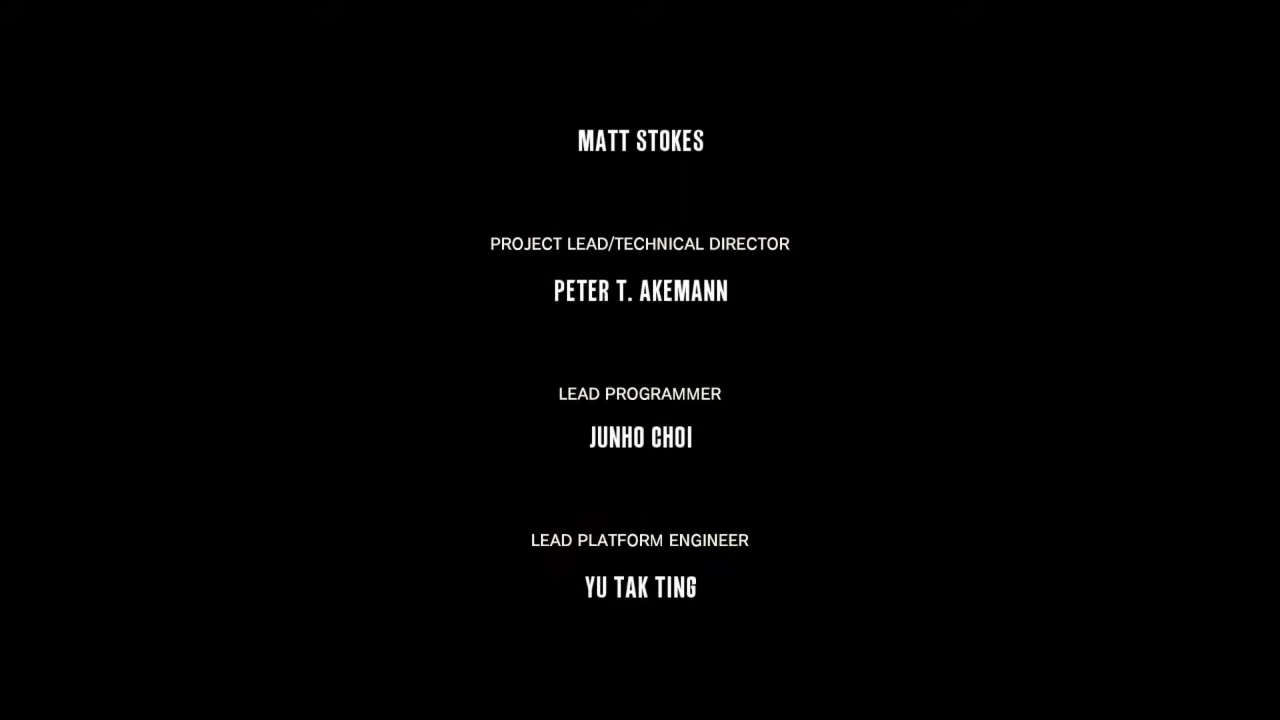 MATT STOKES
PROJECT LEAD/TECHNICAL DIRECTOR
PETER T. AKEMANN
LEAD PROGRAMMER
JUNHO CHOI
LEAD PLATFORM ENGINEER
YU TAK TING